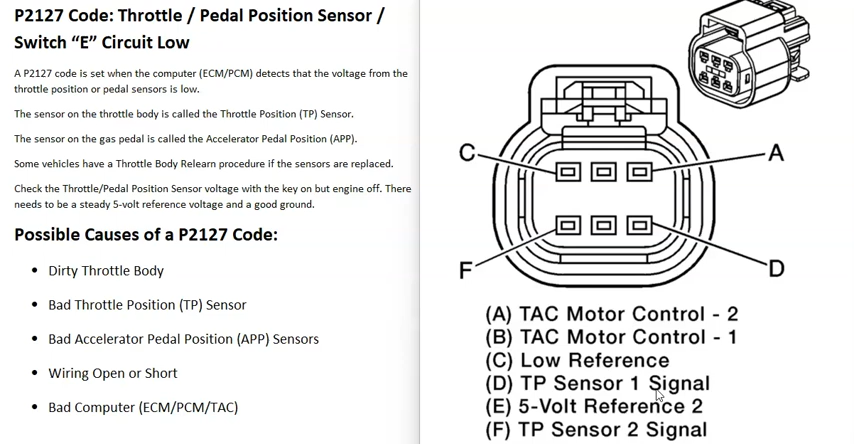 P2127 Code: Throttle / Pedal Position Sensor /
Switch “E” Circuit Low
A P2127 code is set when the computer (ECM/PCM) detects that the voltage from the
throttle position or pedal sensors is low.
The sensor on the throttle body is called the Throttle Position (TP) Sensor.
The sensor on the gas pedal is called the Accelerator Pedal Position (APP).
Some vehicles have a Throttle Body Relearn procedure if the sensors are replaced.
Check the Throttle/Pedal Position Sensor voltage with the key on but engine off. There
needs to be a steady 5-volt reference voltage and a good ground.
Possible Causes of a P2127 Code:
• Dirty Throttle Body
• Bad Throttle Position (TP) Sensor
• Bad Accelerator Pedal Position (APP) Sensors
• Wiring Open or Short
• Bad Computer (ECM/PCM/TAC)
C
A
F
D
(A) TAC Motor Control - 2
(B) TAC Motor Control - 1
(C) Low Reference
(D) TP Sensor 1 Signal
(E) 5-Volt Reference 2
(F) TP Sensor 2 Signal